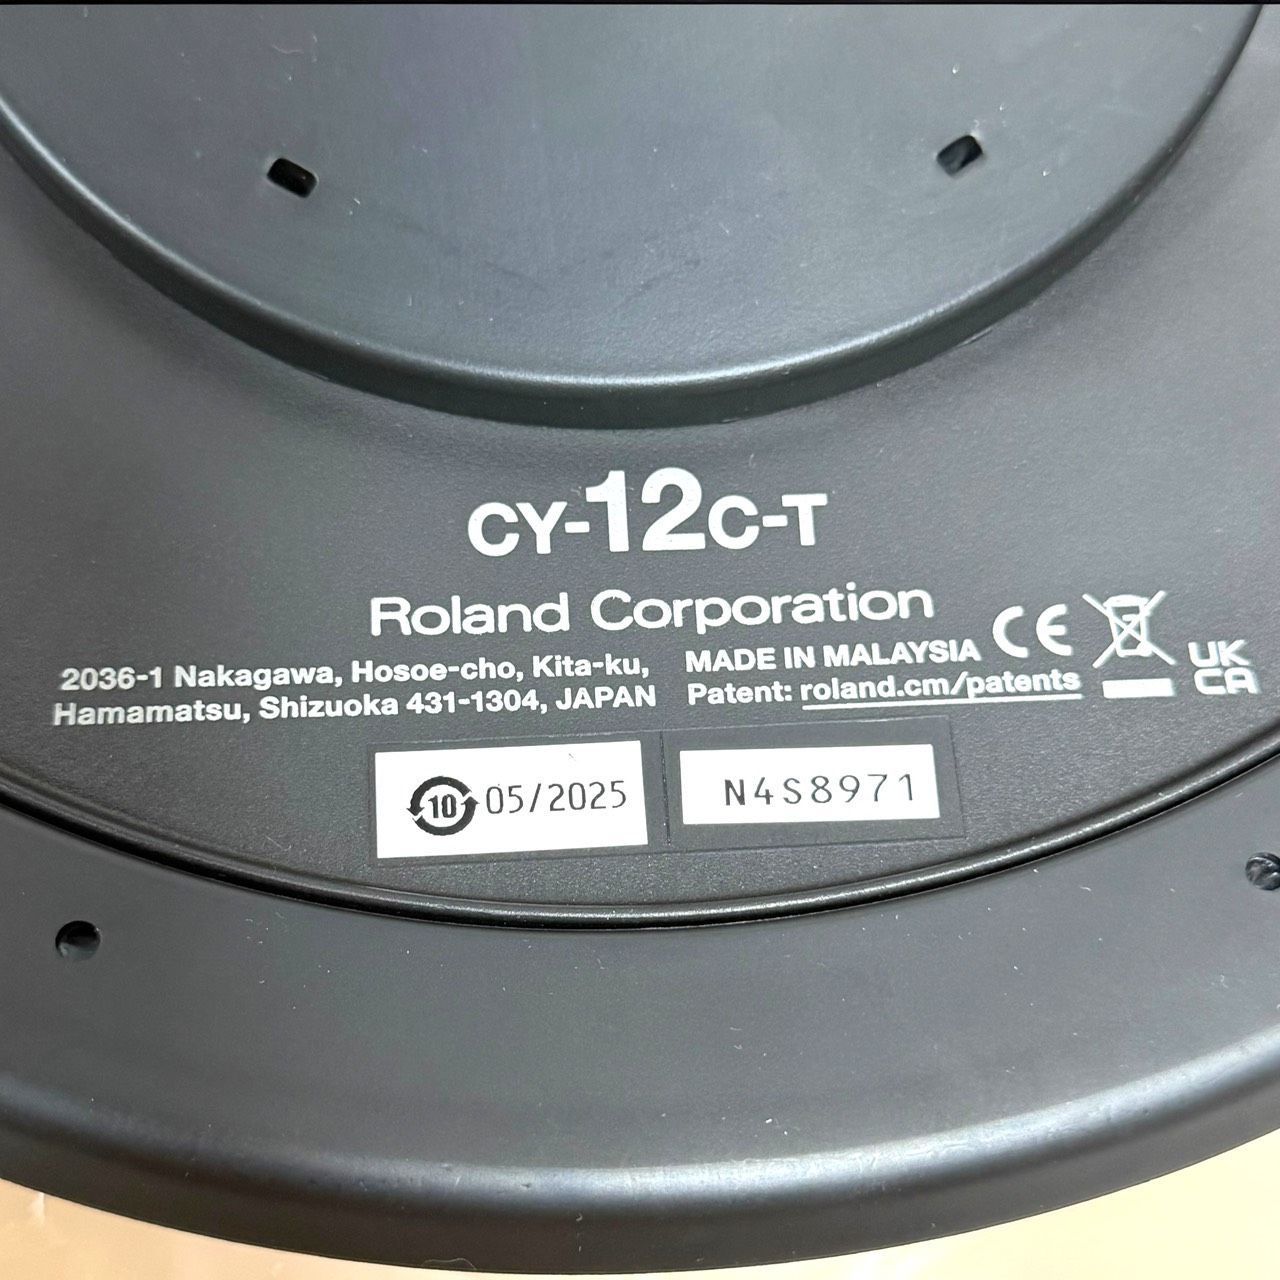 CY-12C-T
Roland Corporation
2036-1 Nakagawa, Hosoe-cho, Kita-ku,
Hamamatsu, Shizuoka 431-1304, JAPAN
MADE IN MALAYSIA
Patent: roland.cm/patents
CE
UK
CA
10 05/2025
N4S8971